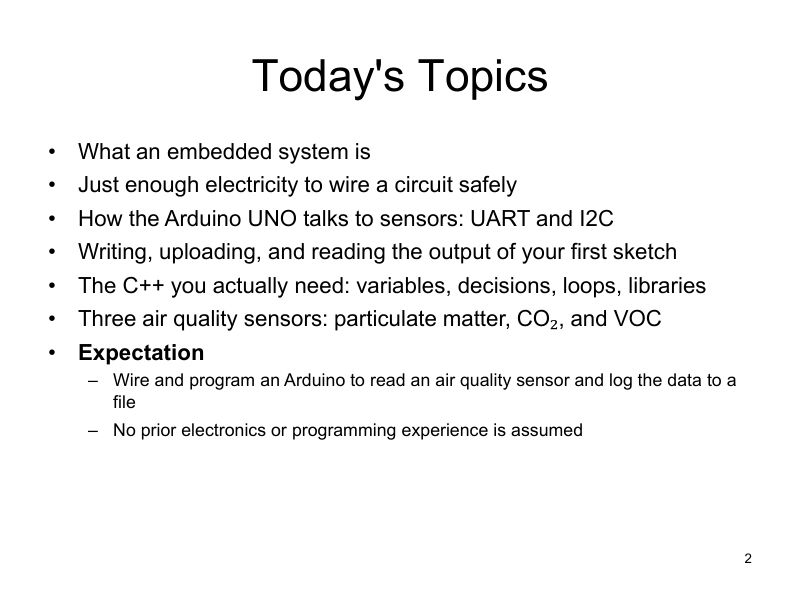 Today's Topics
• What an embedded system is
• Just enough electricity to wire a circuit safely
• How the Arduino UNO talks to sensors: UART and I2C
• Writing, uploading, and reading the output of your first sketch
• The C++ you actually need: variables, decisions, loops, libraries
• Three air quality sensors: particulate matter, CO₂, and VOC
• Expectation
– Wire and program an Arduino to read an air quality sensor and log the data to a
file
– No prior electronics or programming experience is assumed
2